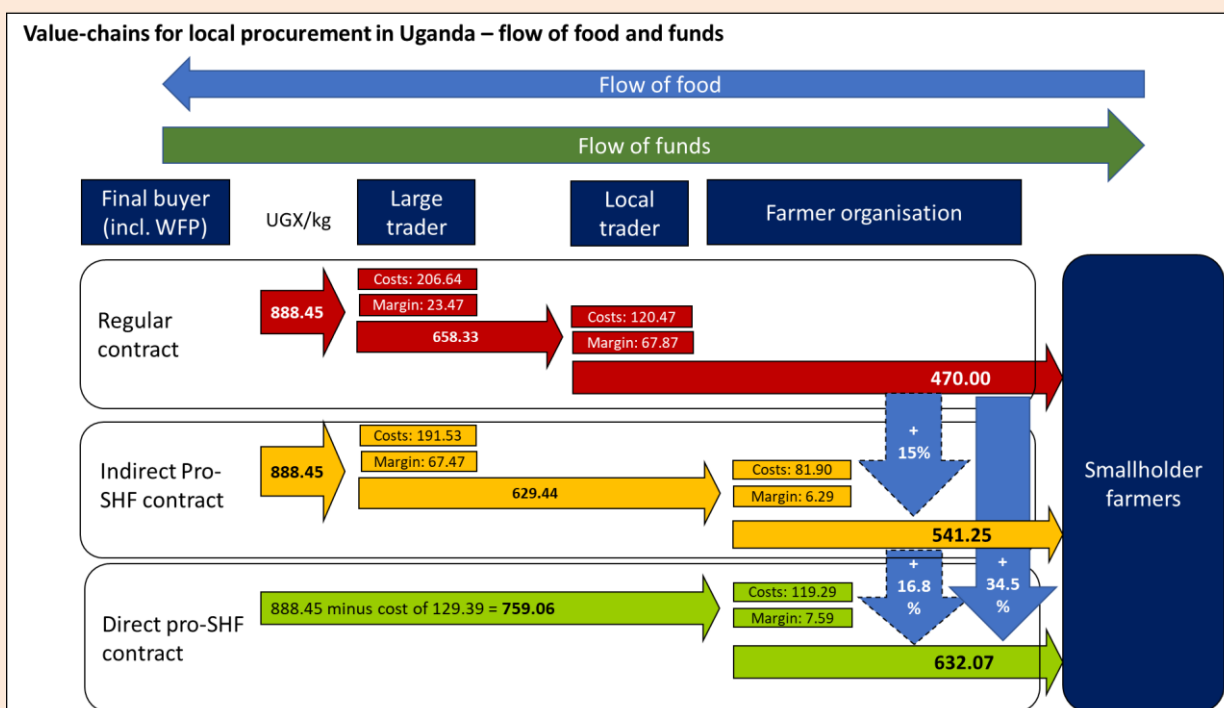 Value-chains for local procurement in Uganda – flow of food and funds
Flow of food
Flow of funds
Final buyer
(incl. WFP)
UGX/kg
Large
trader
Local
trader
Farmer organisation
Regular
contract
888.45
Costs: 206.64
Margin: 23.47
658.33
Costs: 120.47
Margin: 67.87
470.00
+
15%
Indirect Pro-
SHF contract
888.45
Costs: 191.53
Margin: 67.47
629.44
Costs: 81.90
Margin: 6.29
541.25
+
16.8
%
+
34.5
%
Direct pro-SHF
contract
888.45 minus cost of 129.39 = 759.06
Costs: 119.29
Margin: 7.59
632.07
Smallholder
farmers